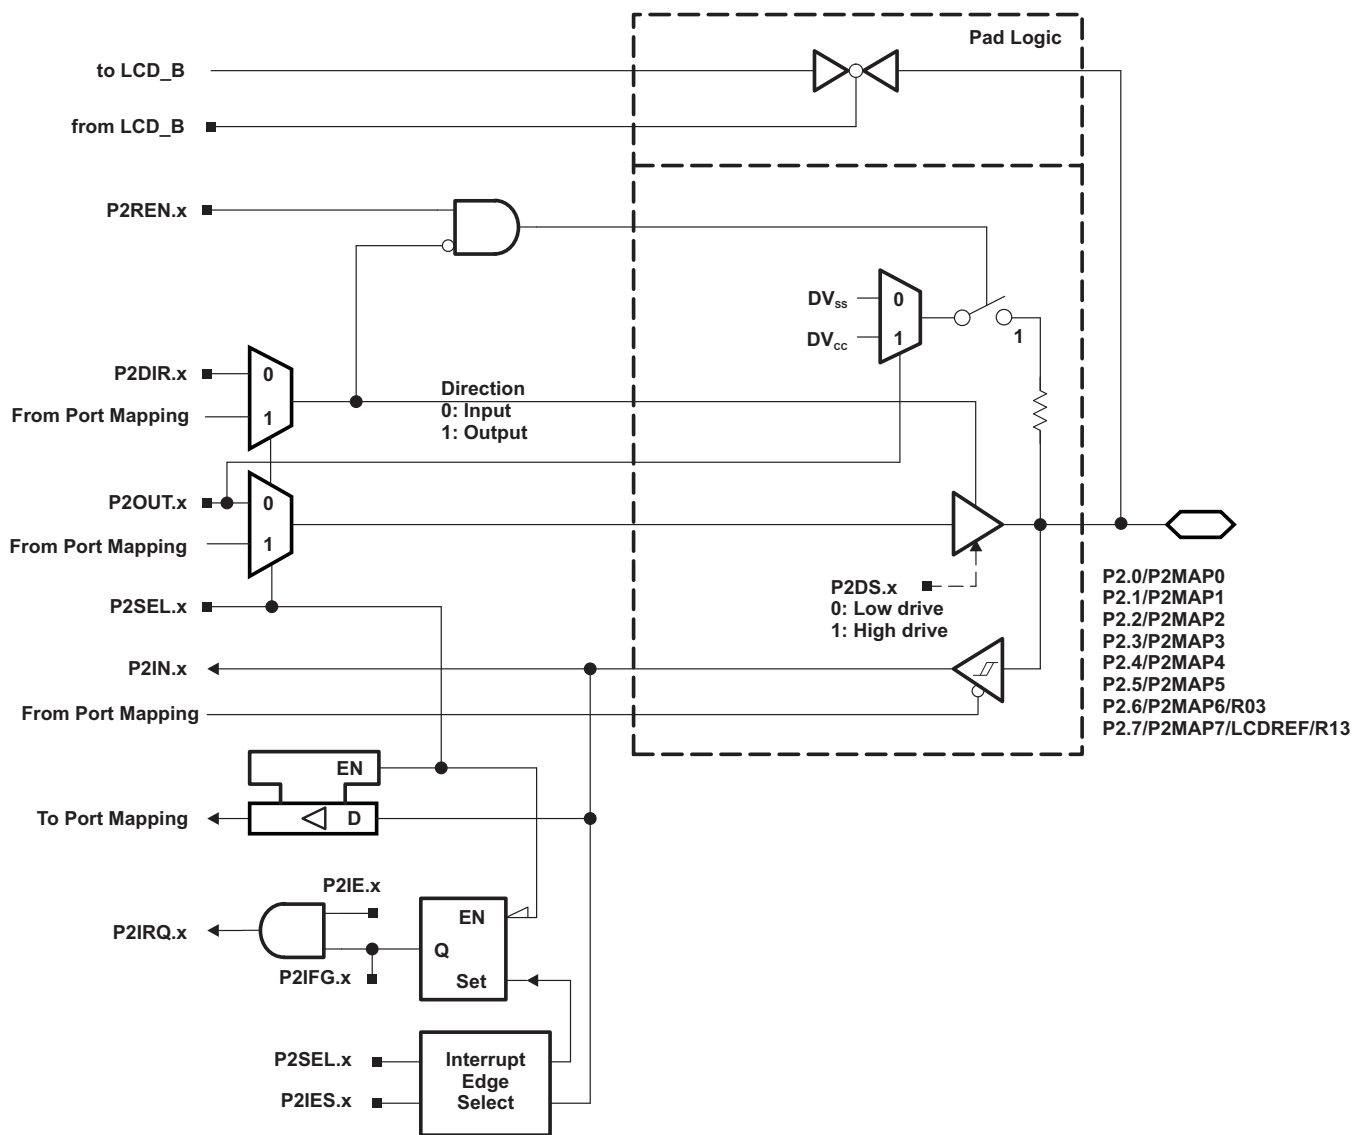 Pad Logic
to LCD_B
from LCD_B
P2REN.x
DVSS
0
DVCC
1
1
P2DIR.x
0
From Port Mapping
1
Direction
0: Input
1: Output
P2OUT.x
0
From Port Mapping
1
P2SEL.x
P2DS.x
0: Low drive
1: High drive
P2IN.x
From Port Mapping
P2.0/P2MAP0
P2.1/P2MAP1
P2.2/P2MAP2
P2.3/P2MAP3
P2.4/P2MAP4
P2.5/P2MAP5
P2.6/P2MAP6/R03
P2.7/P2MAP7/LCDREF/R13
EN
To Port Mapping
D
P2IE.x
P2IRQ.x
EN
Q
P2IFG.x
Set
P2SEL.x
P2IES.x
Interrupt
Edge
Select